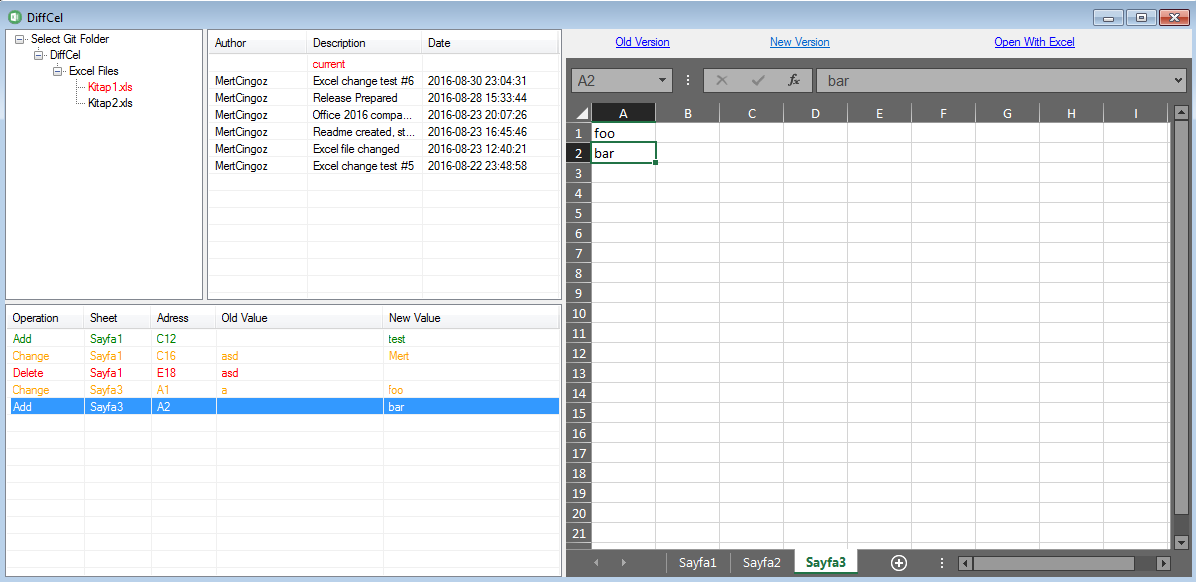 DiffCel
Select Git Folder
DiffCel
Excel Files
Kitap1.xls
Kitap2.xls
Author Description Date
current
MertCingoz Excel change test #6 2016-08-30 23:04:31
MertCingoz Release Prepared 2016-08-28 15:33:44
MertCingoz Office 2016 compa... 2016-08-23 20:07:26
MertCingoz Readme created, st... 2016-08-23 16:45:46
MertCingoz Excel file changed 2016-08-23 12:40:21
MertCingoz Excel change test #5 2016-08-22 23:48:58
Operation Sheet Adress Old Value New Value
Add Sayfa1 C12 test
Change Sayfa1 C16 asd Mert
Delete Sayfa1 E18 asd
Change Sayfa3 A1 a foo
Add Sayfa3 A2 bar
Old Version New Version Open With Excel
A2 fx bar
A B C D E F G H I
1 foo
2 bar
3
4
5
6
7
8
9
10
11
12
13
14
15
16
17
18
19
20
21
Sayfa1 Sayfa2 Sayfa3